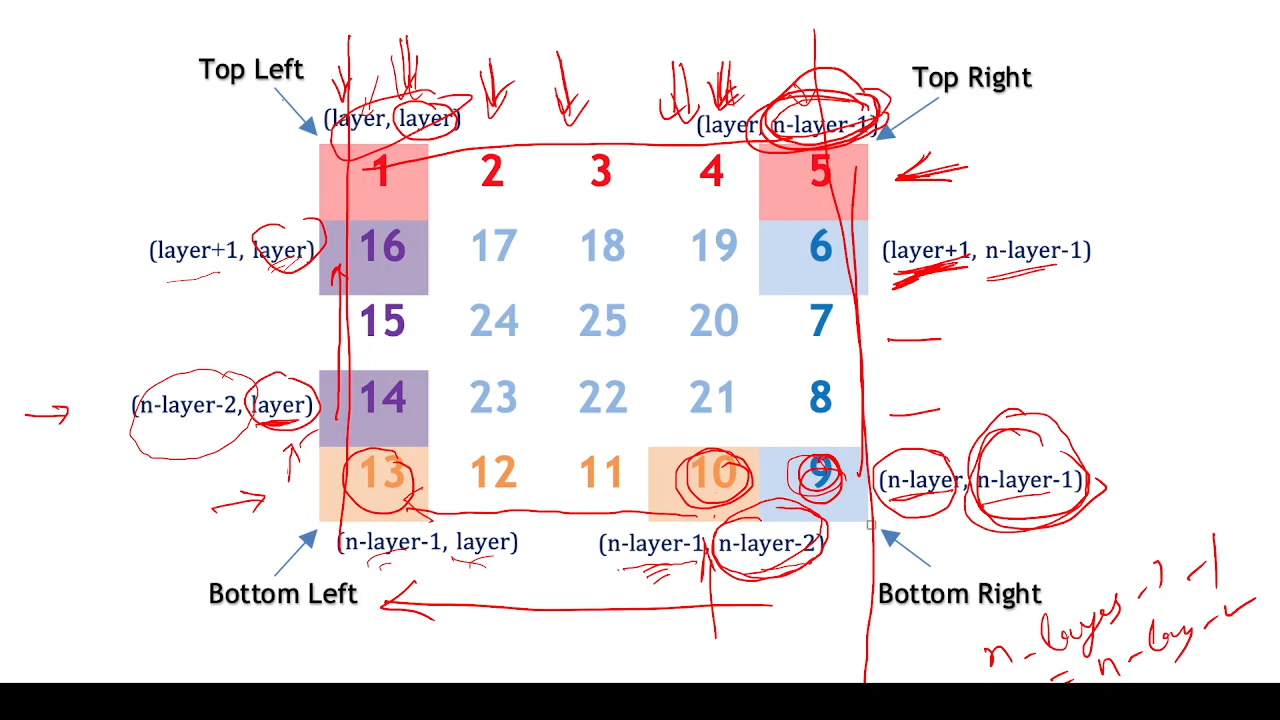 Top Left
Top Right
(layer, layer)
(layer, n-layer-1)
1 2 3 4 5
(layer+1, layer)
16 17 18 19 6
(layer+1, n-layer-1)
15 24 25 20 7
(n-layer-2, layer)
14 23 22 21 8
13 12 11 10 9
(n-layer, n-layer-1)
(n-layer-1, layer)
(n-layer-1, n-layer-2)
Bottom Left
Bottom Right
n-layer
= n-lay-